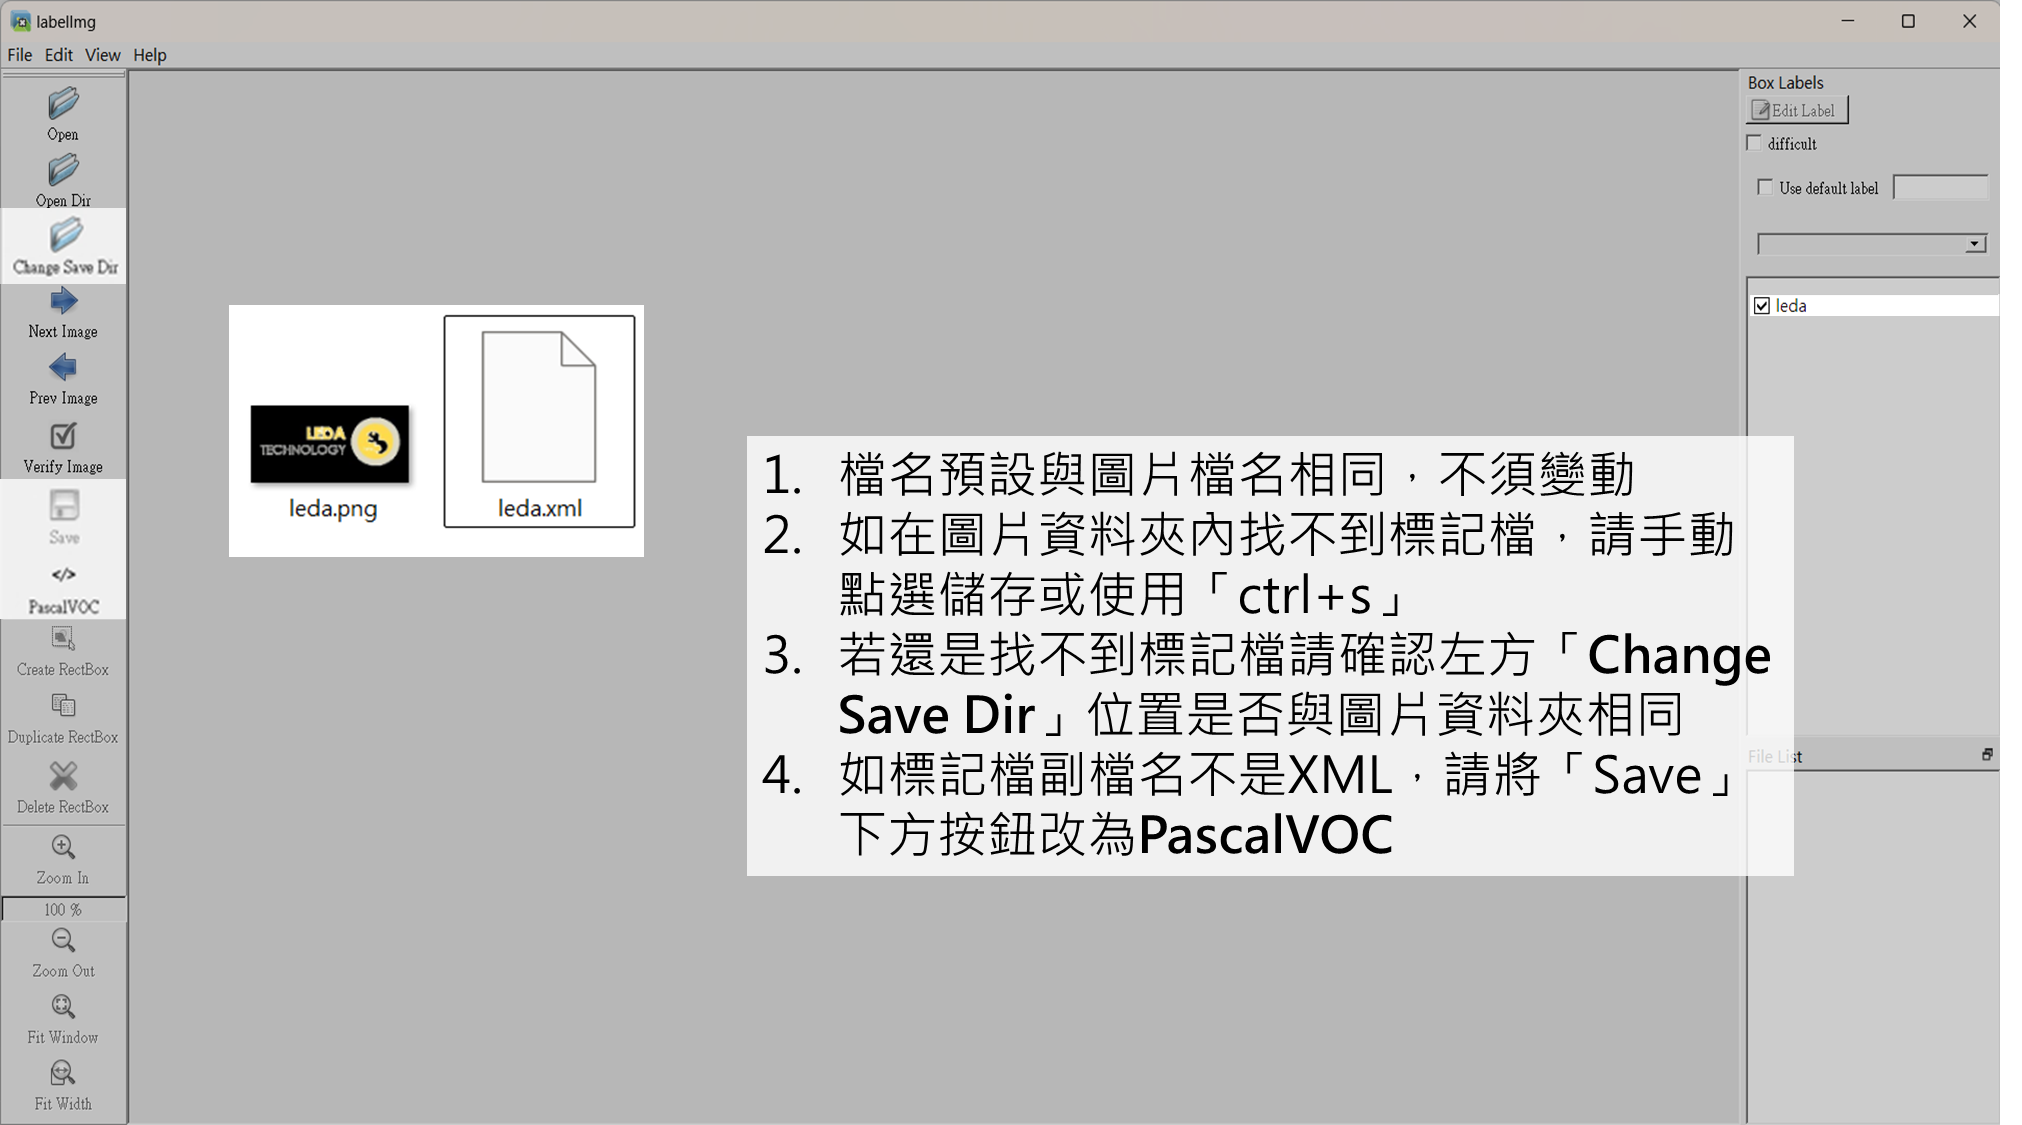 labelImg
File Edit View Help
Open
Open Dir
Change Save Dir
Next Image
Prev Image
Verify Image
Save
</>
PascalVOC
Create RectBox
Duplicate RectBox
Delete RectBox
Zoom In
100 %
Zoom Out
Fit Window
Fit Width
LEDA
TECHNOLOGY
leda.png
leda.xml
1. 檔名預設與圖片檔名相同，不須變動
2. 如在圖片資料夾內找不到標記檔，請手動
點選儲存或使用「ctrl+s」
3. 若還是找不到標記檔請確認左方「Change
Save Dir」位置是否與圖片資料夾相同
4. 如標記檔副檔名不是XML，請將「Save」
下方按鈕改為PascalVOC
Box Labels
Edit Label
difficult
Use default label
leda
File List